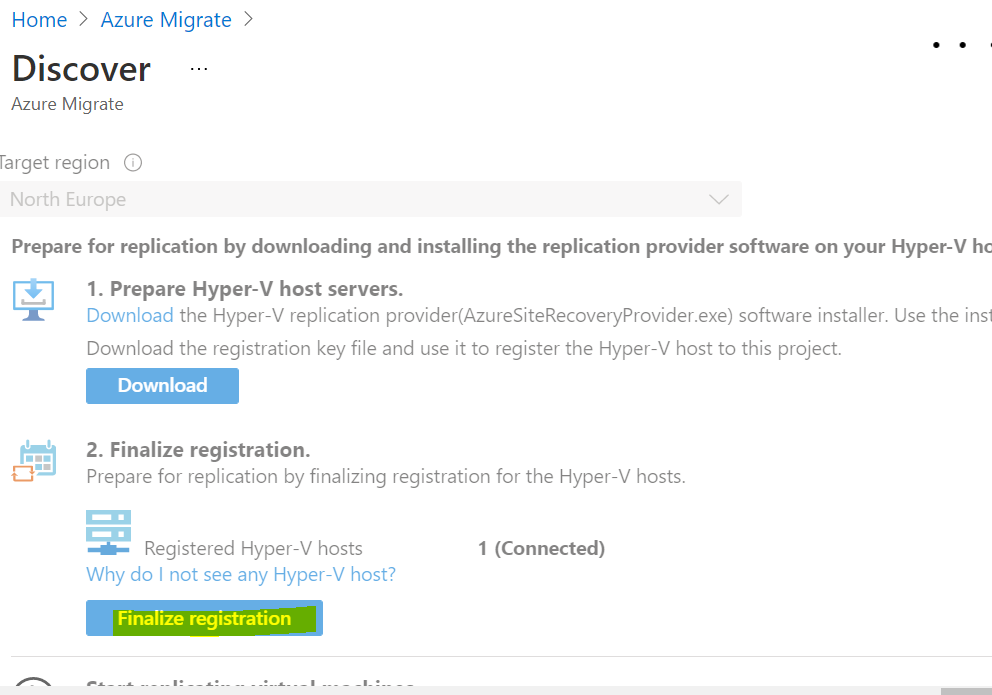 Home > Azure Migrate >
Discover ...
Azure Migrate
Target region
North Europe
Prepare for replication by downloading and installing the replication provider software on your Hyper-V
1. Prepare Hyper-V host servers.
Download the Hyper-V replication provider(AzureSiteRecoveryProvider.exe) software installer. Use the
Download the registration key file and use it to register the Hyper-V host to this project.
Download
2. Finalize registration.
Prepare for replication by finalizing registration for the Hyper-V hosts.
Registered Hyper-V hosts 1 (Connected)
Why do I not see any Hyper-V host?
Finalize registration
Start replicating virtual machines